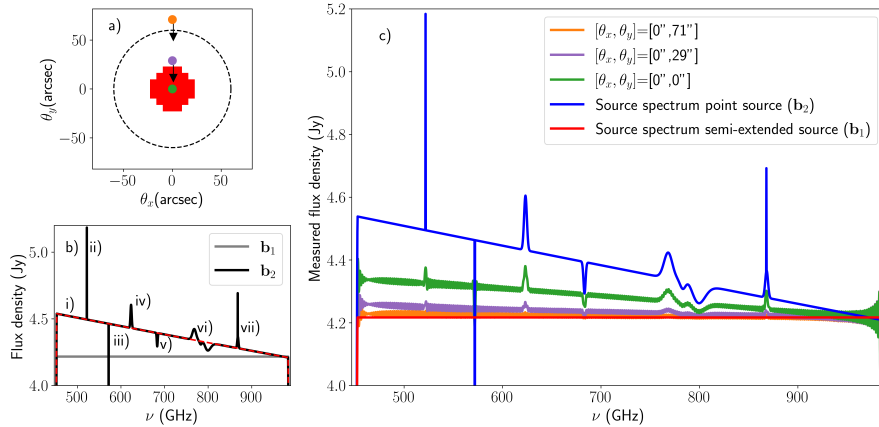 a)
50
0
−50
θy(arcsec)
−50
0
50
θx(arcsec)
b)
b₁
b₂
i)
ii)
iii)
iv)
v)
vi)
vii)
5.0
4.5
4.0
Flux density (Jy)
500
600
700
800
900
ν (GHz)
c)
[θx, θy]=[0",71"]
[θx, θy]=[0",29"]
[θx, θy]=[0",0"]
Source spectrum point source (b₂)
Source spectrum semi-extended source (b₁)
5.2
5.0
4.8
4.6
4.4
4.2
4.0
Measured flux density (Jy)
500
600
700
800
900
ν (GHz)